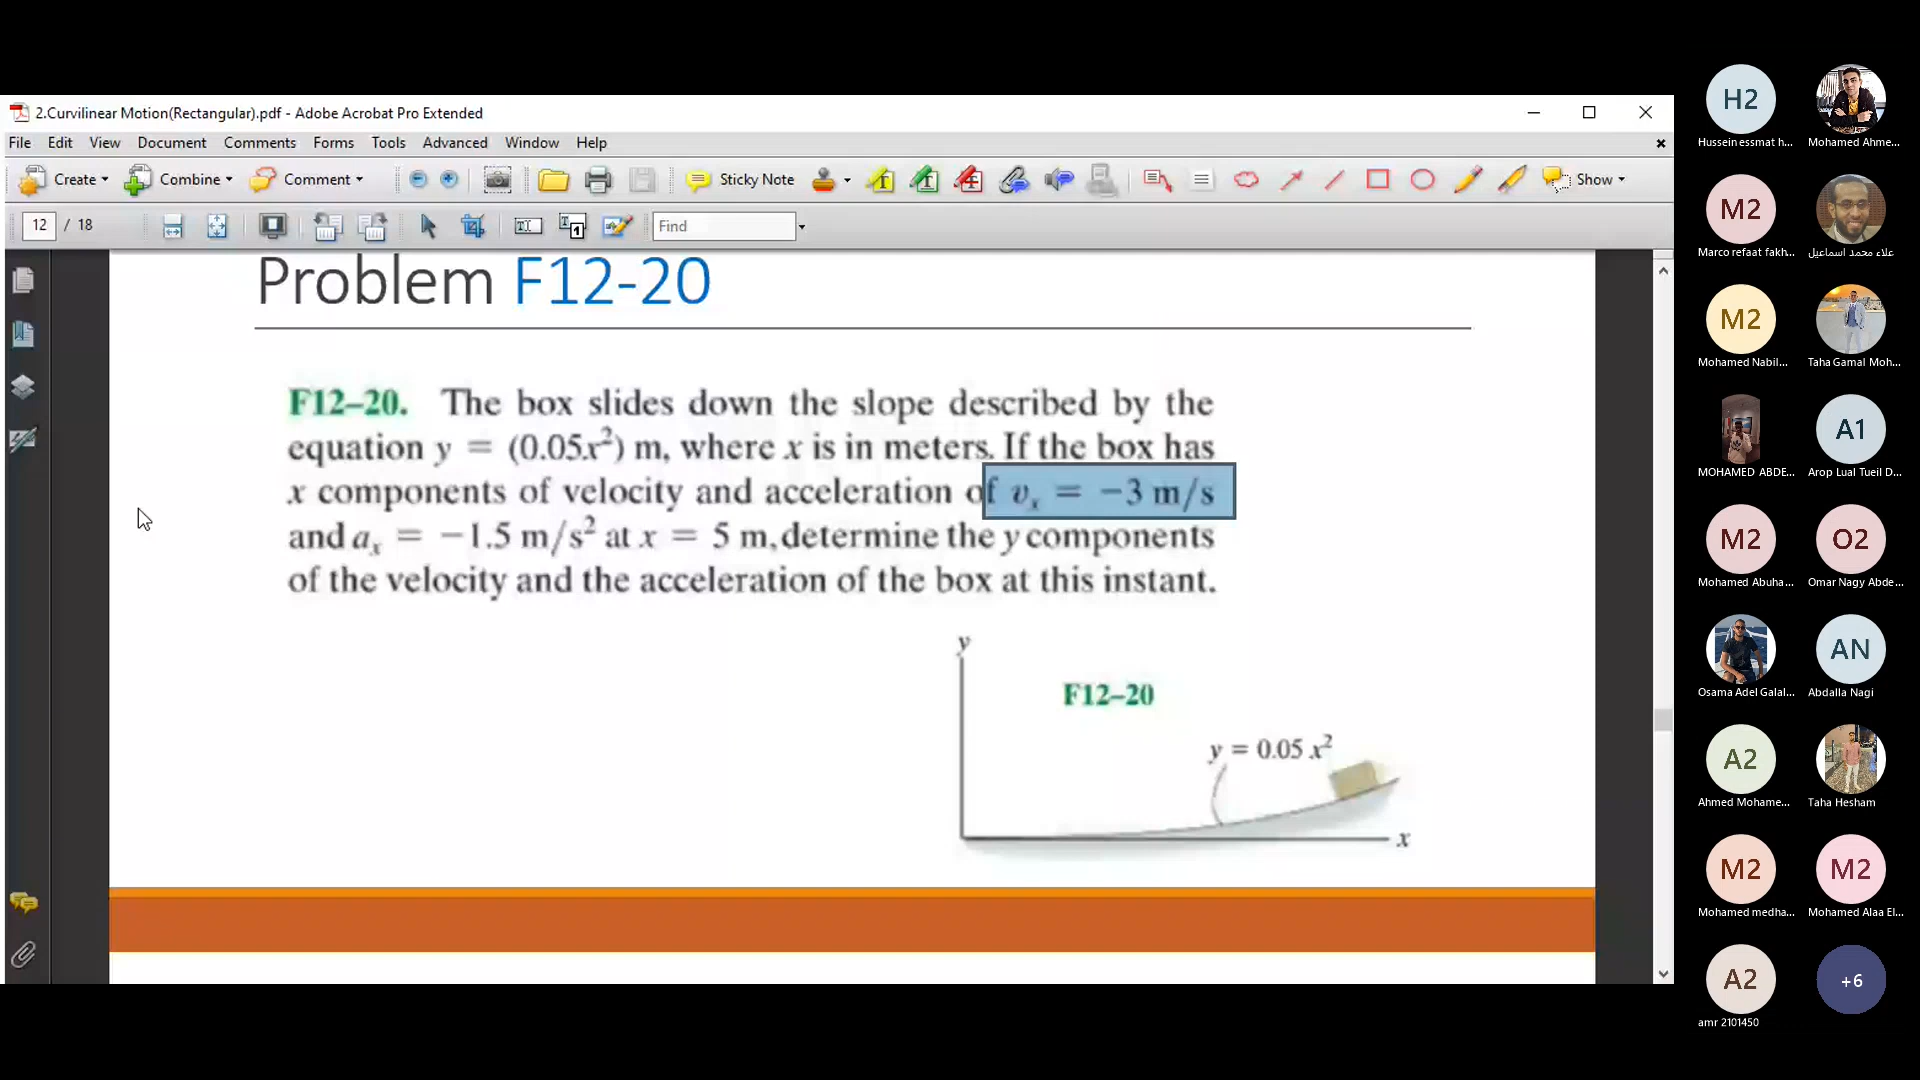 2.Curvilinear Motion(Rectangular).pdf - Adobe Acrobat Pro Extended
File Edit View Document Comments Forms Tools Advanced Window Help
Create Combine Comment Sticky Note Show
12 / 18 Find
Problem F12-20
F12–20. The box slides down the slope described by the
equation y = (0.05x²) m, where x is in meters. If the box has
x components of velocity and acceleration of vₓ = −3 m/s
and aₓ = −1.5 m/s² at x = 5 m, determine the y components
of the velocity and the acceleration of the box at this instant.
y
F12–20
y = 0.05 x²
x
H2
Hussein essmat h... Mohamed Ahme...
M2
Marco refaat fakh... علاء محمد اسماعيل
M2
Mohamed Nabil... Taha Gamal Moh...
A1
MOHAMED ABDE... Arop Lual Tueil D...
M2 O2
Mohamed Abuha... Omar Nagy Abde...
AN
Osama Adel Galal... Abdalla Nagi
A2
Ahmed Mohame... Taha Hesham
M2 M2
Mohamed medha... Mohamed Alaa El...
A2 +6
amr 2101450